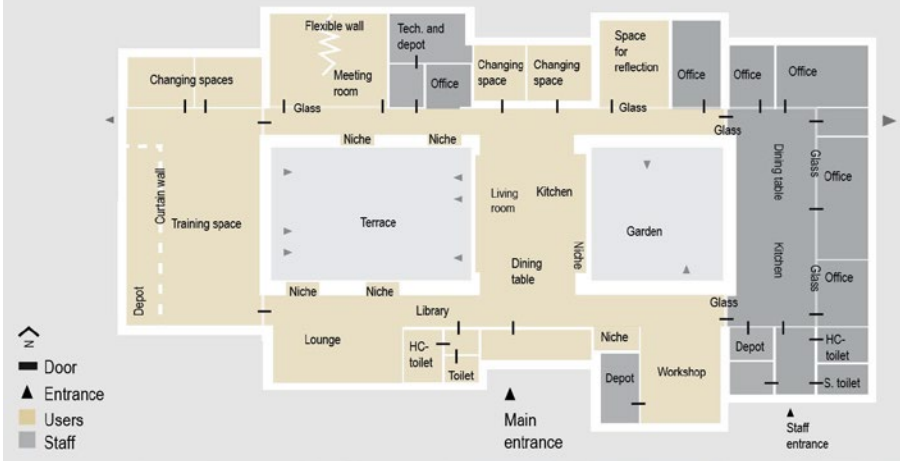 Flexible wall
Meeting
room
Tech. and
depot
Office
Changing
space
Changing
space
Space
for
reflection
Office
Office
Office
Changing spaces
Glass
Glass
Glass
Niche
Niche
Curtain wall
Training space
Depot
Terrace
Living
room
Kitchen
Dining
table
Niche
Garden
Dining table
Kitchen
Glass
Office
Glass
Office
Niche
Niche
Library
Glass
Lounge
HC-
toilet
Toilet
Niche
Depot
Workshop
Depot
HC-
toilet
S. toilet
Main
entrance
Staff
entrance
N
Door
Entrance
Users
Staff